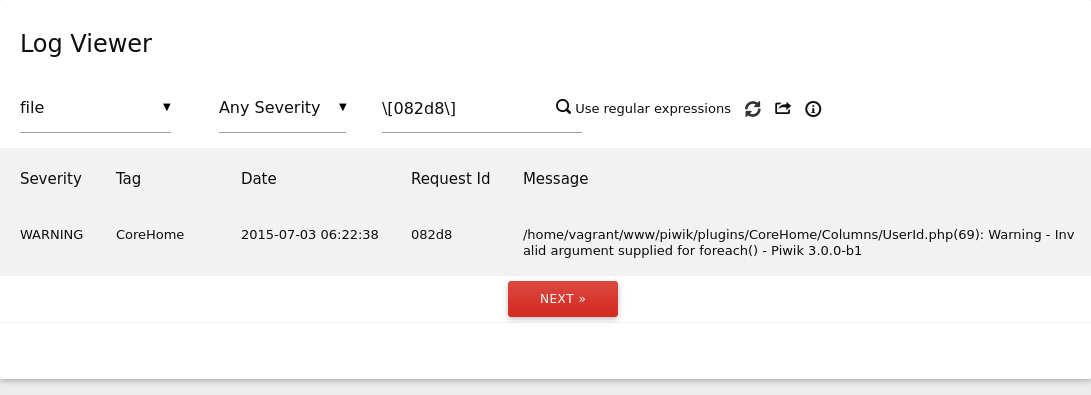 Log Viewer
file ▼ Any Severity ▼ \[082d8\] Use regular expressions
Severity Tag Date Request Id Message
WARNING CoreHome 2015-07-03 06:22:38 082d8 /home/vagrant/www/piwik/plugins/CoreHome/Columns/UserId.php(69): Warning - Inv
alid argument supplied for foreach() - Piwik 3.0.0-b1
NEXT »